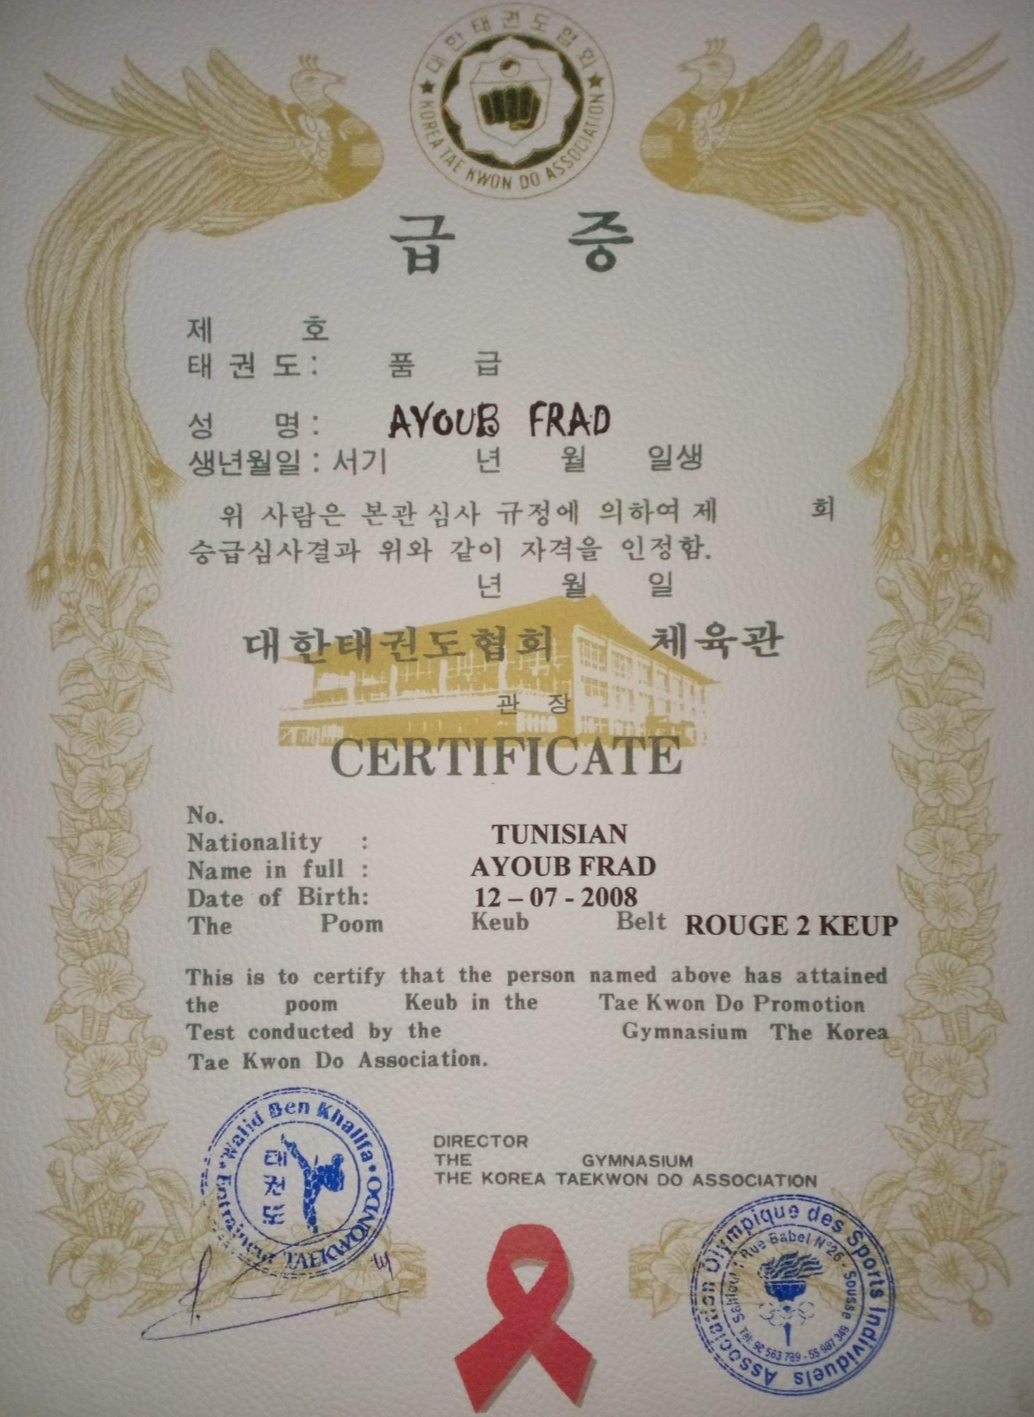 대한태권도협회
★ KOREA TAE KWON DO ASSOCIATION ★
급 증
제 호
태 권 도 : 품 급
성 명 : AYOUB FRAD
생년월일 : 서기 년 월 일생
위 사람은 본관 심사 규정에 의하여 제 회
승급심사결과 위와 같이 자격을 인정함.
년 월 일
대한태권도협회 체육관
관 장
CERTIFICATE
No.
Nationality : TUNISIAN
Name in full : AYOUB FRAD
Date of Birth: 12 – 07 - 2008
The Poom Keub Belt ROUGE 2 KEUP
This is to certify that the person named above has attained
the poom Keub in the Tae Kwon Do Promotion
Test conducted by the Gymnasium The Korea
Tae Kwon Do Association.
Walid Ben Khalifa
Entraineur TAEKWONDO
태
권
도
DIRECTOR
THE GYMNASIUM
THE KOREA TAEKWON DO ASSOCIATION
Association Olympique des Sports Individuels
Sahloul 1 Rue Babel N°26 - Sousse